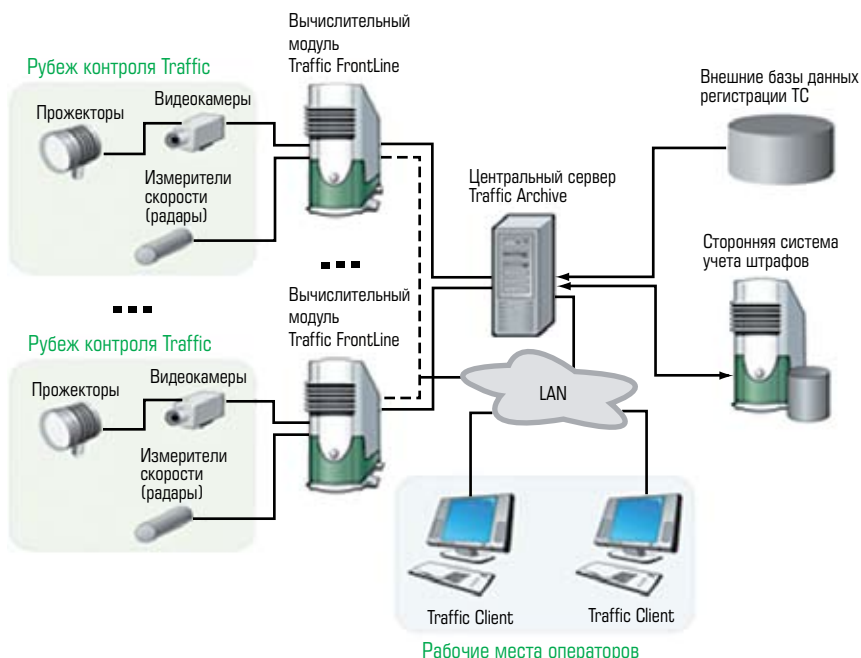 Вычислительный
модуль
Traffic FrontLine
Рубеж контроля Traffic
Прожекторы
Видеокамеры
Измерители
скорости
(радары)
Внешние базы данных
регистрации ТС
Центральный сервер
Traffic Archive
Сторонняя система
учета штрафов
Вычислительный
модуль
Traffic FrontLine
Рубеж контроля Traffic
Прожекторы
Видеокамеры
Измерители
скорости
(радары)
LAN
Traffic Client
Traffic Client
Рабочие места операторов